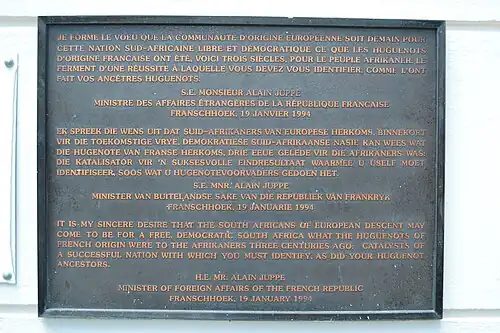 JE FORME LE VOEU QUE LA COMMUNAUTÉ D'ORIGINE EUROPÉENNE SOIT DEMAIN POUR
CETTE NATION SUD-AFRICAINE LIBRE ET DÉMOCRATIQUE CE QUE LES HUGUENOTS
D'ORIGINE FRANCAISE ONT ÉTÉ, VOICI TROIS SIÈCLES, POUR LE PEUPLE AFRIKANER: LE
FERMENT D'UNE RÉUSSITE À LAQUELLE VOUS DEVEZ VOUS IDENTIFIER, COMME L'ONT
FAIT VOS ANCÊTRES HUGUENOTS.
S.E. MONSIEUR ALAIN JUPPE
MINISTRE DES AFFAIRES ÉTRANGÈRES DE LA RÉPUBLIQUE FRANCAISE
FRANSCHHOEK, 19 JANVIER 1994
EK SPREEK DIE WENS UIT DAT SUID-AFRIKANERS VAN EUROPESE HERKOMS, BINNEKORT
VIR DIE TOEKOMSTIGE VRYE, DEMOKRATIESE SUID-AFRIKAANSE NASIE KAN WEES WAT
DIE HUGENOTE VAN FRANSE HERKOMS, DRIE EEUE GELEDE VIR DIE AFRIKANERS WAS:
DIE KATALISATOR VIR 'N SUKSESVOLLE EINDRESULTAAT WAARMEE U USELF MOET
IDENTIFISEER, SOOS WAT U HUGENOTEVOORVADERS GEDOEN HET.
S.E. MNR. ALAIN JUPPE
MINISTER VAN BUITELANDSE SAKE VAN DIE REPUBLIEK VAN FRANKRYK
FRANSCHHOEK, 19 JANUARIE 1994
IT IS MY SINCERE DESIRE THAT THE SOUTH AFRICANS OF EUROPEAN DESCENT MAY
COME TO BE FOR A FREE, DEMOCRATIC SOUTH AFRICA WHAT THE HUGUENOTS OF
FRENCH ORIGIN WERE TO THE AFRIKANERS THREE CENTURIES AGO: CATALYSTS OF
A SUCCESSFUL NATION WITH WHICH YOU MUST IDENTIFY, AS DID YOUR HUGUENOT
ANCESTORS.
H.E. MR. ALAIN JUPPE
MINISTER OF FOREIGN AFFAIRS OF THE FRENCH REPUBLIC
FRANSCHHOEK, 19 JANUARY 1994